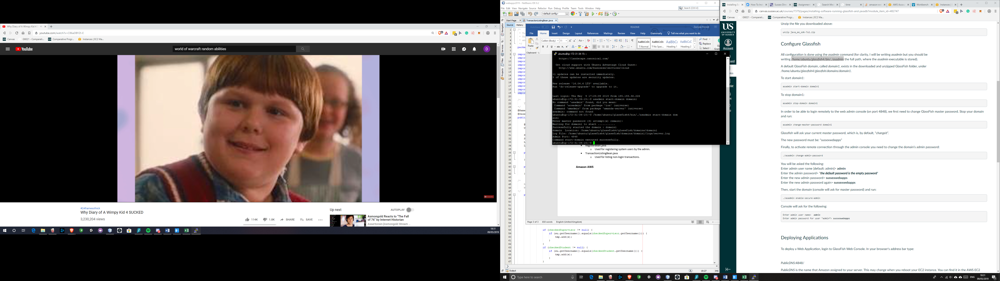 Why Diary of A Wimpy Kid 4
youtube.com/watch?v=C86aDBYZt-E
Canvas
G6021 - Comparati...
Comparative Progr...
Instances | EC2 Ma...
YouTube
world of warcraft random abilities
D
#24framesofnick
Why Diary of A Wimpy Kid 4 SUCKED
3,230,204 views
114K
1.8K
SHARE
SAVE
Up next
AUTOPLAY
Asmongold Reacts to "The Fall
of 76" by Internet Historian
Assertonsin [Asmongold Stream ...
18:31
09/05/2019
webapps2019 - NetBeans IDE 8.2
File Edit View Navigate Source Refactor Run Debug Profile Team Tools Window Help
Search (Ctrl+I)
<default config>
Start Page
TransactionListingBean.java
Source
History
Navigator
Services
Files
Projects
README
Zaviyae Forrest
File Home Insert Design Layout References Mailings Review View Help Grammarly Tell me what you want to do
Paste
Clipboard
Calibri (Body)
11
AaBbCcDc AaBbCcDc AaBbCc AaBbCcD
¶ Normal ¶ No Spac... Heading 1 Heading 2
Find
Replace
Select
ubuntu@ip-172-31-34-15: ~
https://landscape.canonical.com/
Get cloud support with Ubuntu Advantage Cloud Guest:
http://www.ubuntu.com/business/services/cloud
11 updates can be installed immediately.
5 of these updates are security updates.
New release '16.04.6 LTS' available.
Run 'do-release-upgrade' to upgrade to it.
Last login: Thu May  9 17:25:39 2019 from 185.193.36.226
ubuntu@ip-172-31-34-15:~$ asadmin start-domain domain1
No command 'asadmin' found, did you mean:
Command 'acsadmin' from package 'ion' (universe)
Command 'amadmin' from package 'amanda-server' (universe)
asadmin: command not found
ubuntu@ip-172-31-34-15:~$ /home/ubuntu/glassfish4/bin/./asadmin start-domain dom
ain1
Enter master password (3) attempt(s) remain)>
Waiting for domain1 to start ...........
Successfully started the domain : domain1
domain  Location: /home/ubuntu/glassfish4/glassfish/domains/domain1
Log File: /home/ubuntu/glassfish4/glassfish/domains/domain1/logs/server.log
Admin Port: 4848
Command start-domain executed successfully.
ubuntu@ip-172-31-34-15:~$
RegisterBean.java
Used for registering system users by the admin.
TransactionListingBean.java
Used for listing non-login transactions.
Amazon AWS
Page 3 of 3 650 words English (United Kingdom)
if (checkedSupervisor != null) {
if (su.getUsername().equals(checkedSupervisor.getUsername())) {
tmp.add(s);
}
}
if (checkedStudent != null) {
if (su.getUsername().equals(checkedStudent.getUsername())) {
tmp.add(s);
}
}
Output
19:27
INS
Type here to search
canvas.sussex.ac.uk/courses/7379/pages/installing-software-running-glassfish-and-javadb?module_item_id=482747
Canvas
G6021 - Comparati...
Comparative Progr...
Instances | EC2 Ma...
US
UNIVERSITY
OF SUSSEX
Account
Unzip the file you downloaded above:
unzip java_ee_sdk-7u1.zip
Configure Glassfish
All configuration is done using the asadmin command (for clarity, I will be writing asadmin but you should be
writing /home/ubuntu/glassfish4/bin/./asadmin the full path, where the asadmin executable is stored).
A default GlassFish domain, called domain1, exists in the downloaded and unzipped GlassFish folder, under
/home/ubuntu/glassfish4/glassfish/domains/domain1.
To start domain1:
asadmin start-domain domain1
To stop domain1:
asadmin stop-domain domain1
In order to be able to login remotely to the web admin console (on port 4848), we first need to change GlassFish master password. Stop your domain
and run:
asadmin change-master-password domain1
Glassfish will ask your current master password, which is, by default, "changeit".
The new password must be: "sussexwebapps"
Finally, to activate remote connection through the admin console you need to change the domain's admin password:
./asadmin change-admin-password
You will be asked the following:
Enter admin user name [default: admin]> admin
Enter the admin password> "the default password is the empty password"
Enter the new admin password> sussexwebapps
Enter the new admin password again> sussexwebapps
Then, start the domain (console will ask for master password) and run:
./asadmin enable-secure-admin
Console will ask for the following:
Enter admin user name>  admin
Enter admin password for user "admin"> sussexwebapps
Deploying Applications
To deploy a Web Application, login to GlassFish Web Console. In your browser's address bar type:
PublicDNS:4848/
PublicDNS is the name that Amazon assigned to your server. This may change when you reboot your EC2 instance. You can find it in the AWS EC2
ENG
18:31
09/05/2019